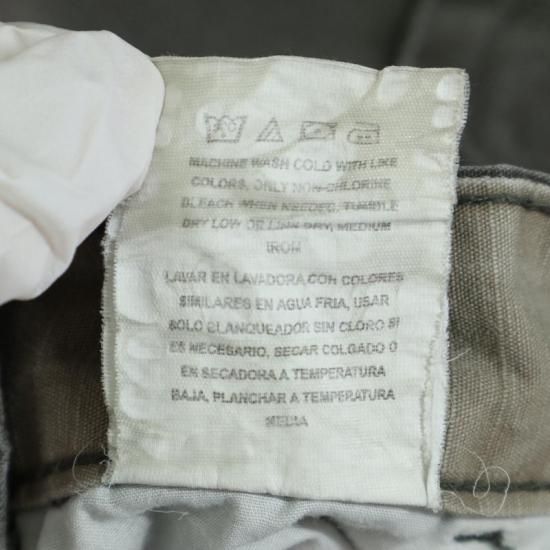 MACHINE WASH COLD WITH LIKE
COLORS, ONLY NON-CHLORINE
BLEACH WHEN NEEDED, TUMBLE
DRY LOW OR LINE DRY, MEDIUM
IRON
LAVAR EN LAVADORA CON COLORES
SIMILARES EN AGUA FRIA, USAR
SOLO BLANQUEADOR SIN CLORO SI
ES NECESARIO, SECAR COLGADO O
EN SECADORA A TEMPERATURA
BAJA, PLANCHAR A TEMPERATURA
MEDIA